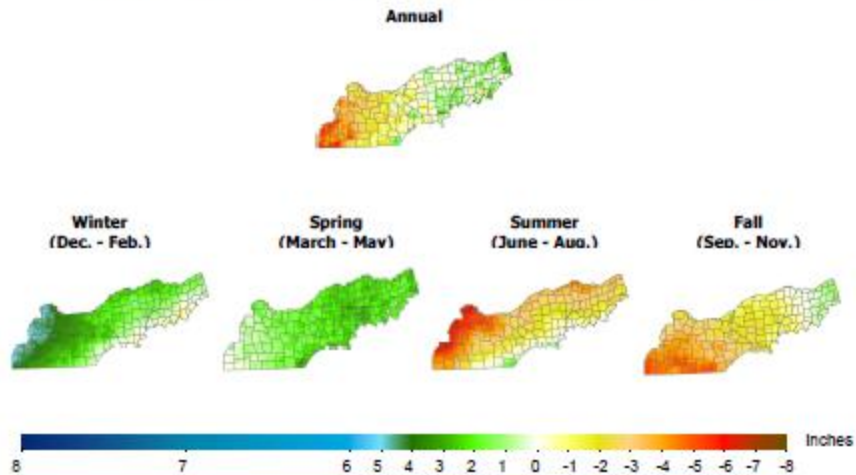 Annual
Winter
(Dec. - Feb.)
Spring
(March - May)
Summer
(June - Aug.)
Fall
(Sep. - Nov.)
Inches
8 7 6 5 4 3 2 1 0 -1 -2 -3 -4 -5 -6 -7 -8